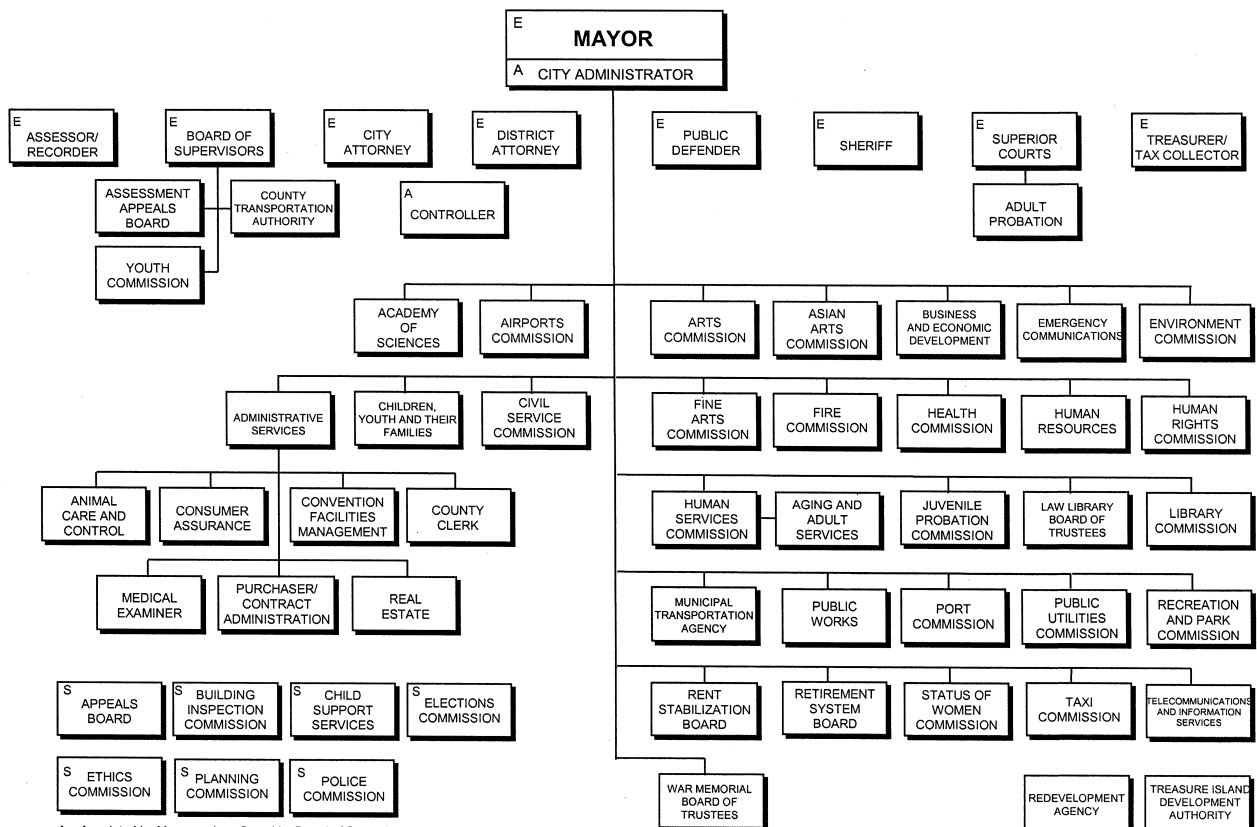 E
MAYOR
A CITY ADMINISTRATOR
E
ASSESSOR/
RECORDER
E
BOARD OF
SUPERVISORS
E
CITY
ATTORNEY
E
DISTRICT
ATTORNEY
E
PUBLIC
DEFENDER
E
SHERIFF
E
SUPERIOR
COURTS
E
TREASURER/
TAX COLLECTOR
ASSESSMENT
APPEALS
BOARD
COUNTY
TRANSPORTATION
AUTHORITY
A
CONTROLLER
ADULT
PROBATION
YOUTH
COMMISSION
ACADEMY
OF
SCIENCES
AIRPORTS
COMMISSION
ARTS
COMMISSION
ASIAN
ARTS
COMMISSION
BUSINESS
AND ECONOMIC
DEVELOPMENT
EMERGENCY
COMMUNICATIONS
ENVIRONMENT
COMMISSION
ADMINISTRATIVE
SERVICES
CHILDREN,
YOUTH AND THEIR
FAMILIES
CIVIL
SERVICE
COMMISSION
FINE
ARTS
COMMISSION
FIRE
COMMISSION
HEALTH
COMMISSION
HUMAN
RESOURCES
HUMAN
RIGHTS
COMMISSION
ANIMAL
CARE AND
CONTROL
CONSUMER
ASSURANCE
CONVENTION
FACILITIES
MANAGEMENT
COUNTY
CLERK
HUMAN
SERVICES
COMMISSION
AGING AND
ADULT
SERVICES
JUVENILE
PROBATION
COMMISSION
LAW LIBRARY
BOARD OF
TRUSTEES
LIBRARY
COMMISSION
MEDICAL
EXAMINER
PURCHASER/
CONTRACT
ADMINISTRATION
REAL
ESTATE
MUNICIPAL
TRANSPORTATION
AGENCY
PUBLIC
WORKS
PORT
COMMISSION
PUBLIC
UTILITIES
COMMISSION
RECREATION
AND PARK
COMMISSION
S
APPEALS
BOARD
S
BUILDING
INSPECTION
COMMISSION
S
CHILD
SUPPORT
SERVICES
S
ELECTIONS
COMMISSION
RENT
STABILIZATION
BOARD
RETIREMENT
SYSTEM
BOARD
STATUS OF
WOMEN
COMMISSION
TAXI
COMMISSION
TELECOMMUNICATIONS
AND INFORMATION
SERVICES
S
ETHICS
COMMISSION
S
PLANNING
COMMISSION
S
POLICE
COMMISSION
WAR MEMORIAL
BOARD OF
TRUSTEES
REDEVELOPMENT
AGENCY
TREASURE ISLAND
DEVELOPMENT
AUTHORITY